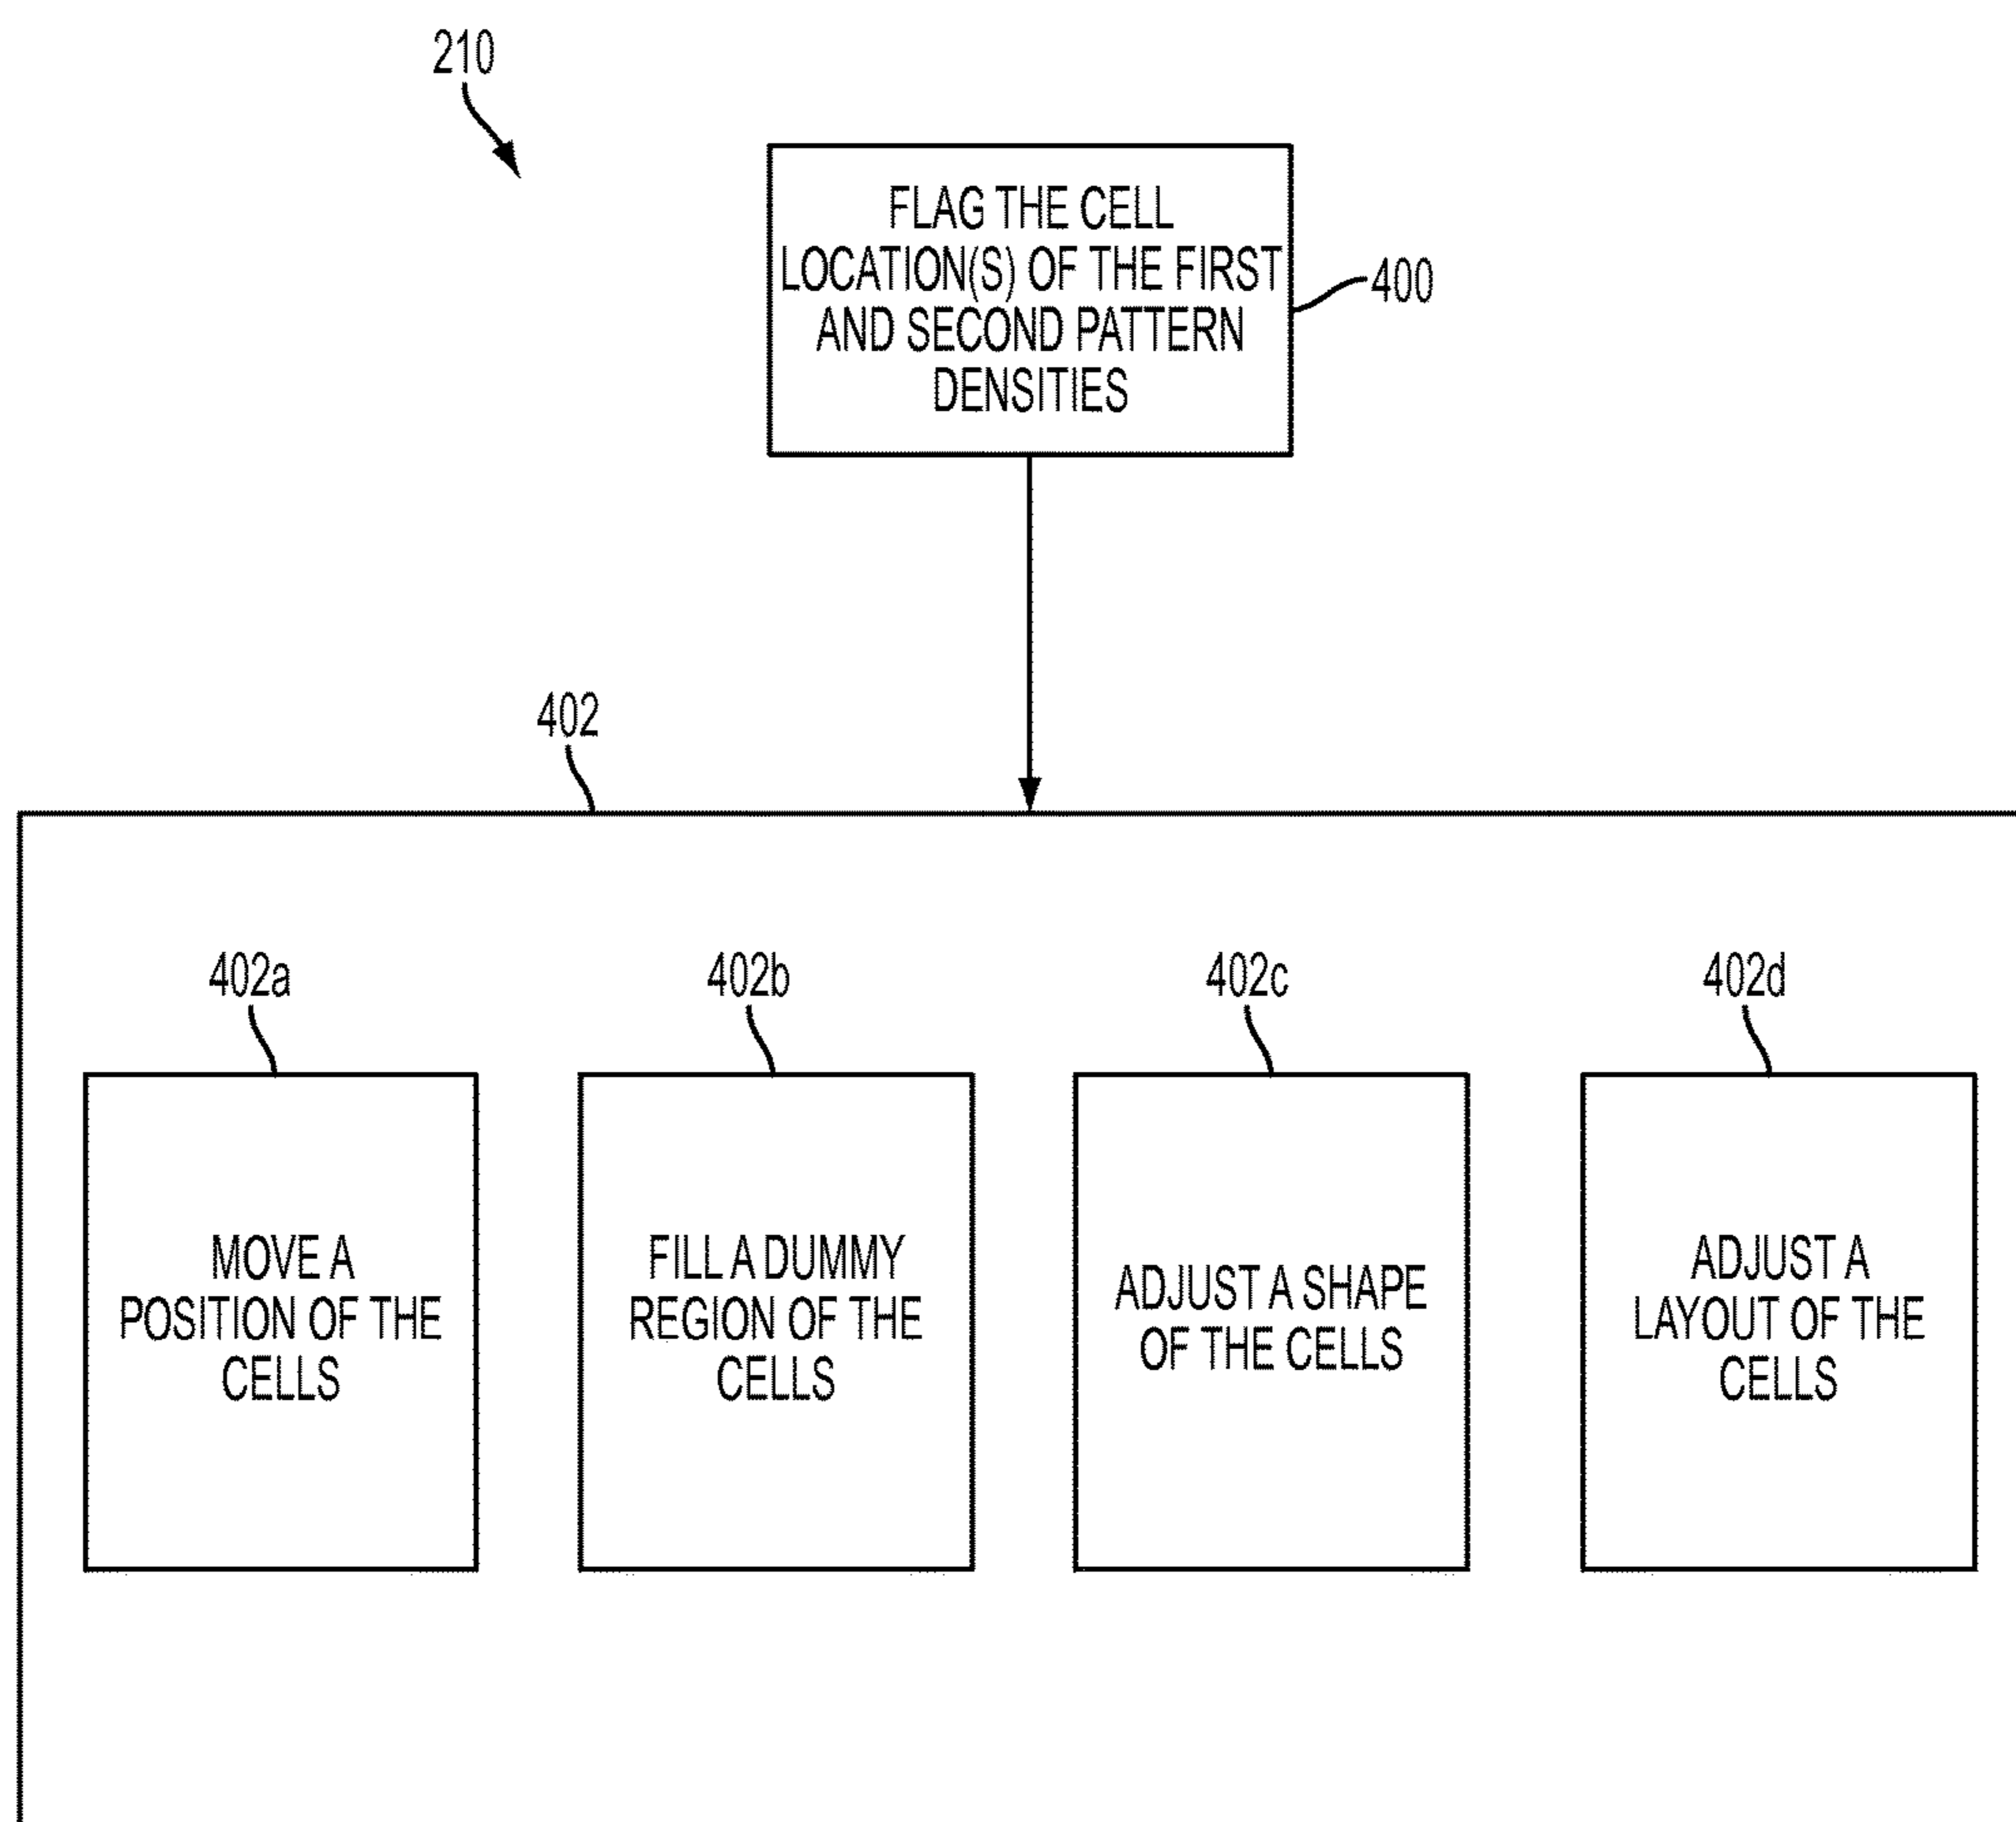 210
FLAG THE CELL
LOCATION(S) OF THE FIRST
AND SECOND PATTERN
DENSITIES
400
402
402a
402b
402c
402d
MOVE A
POSITION OF THE
CELLS
FILL A DUMMY
REGION OF THE
CELLS
ADJUST A SHAPE
OF THE CELLS
ADJUST A
LAYOUT OF THE
CELLS